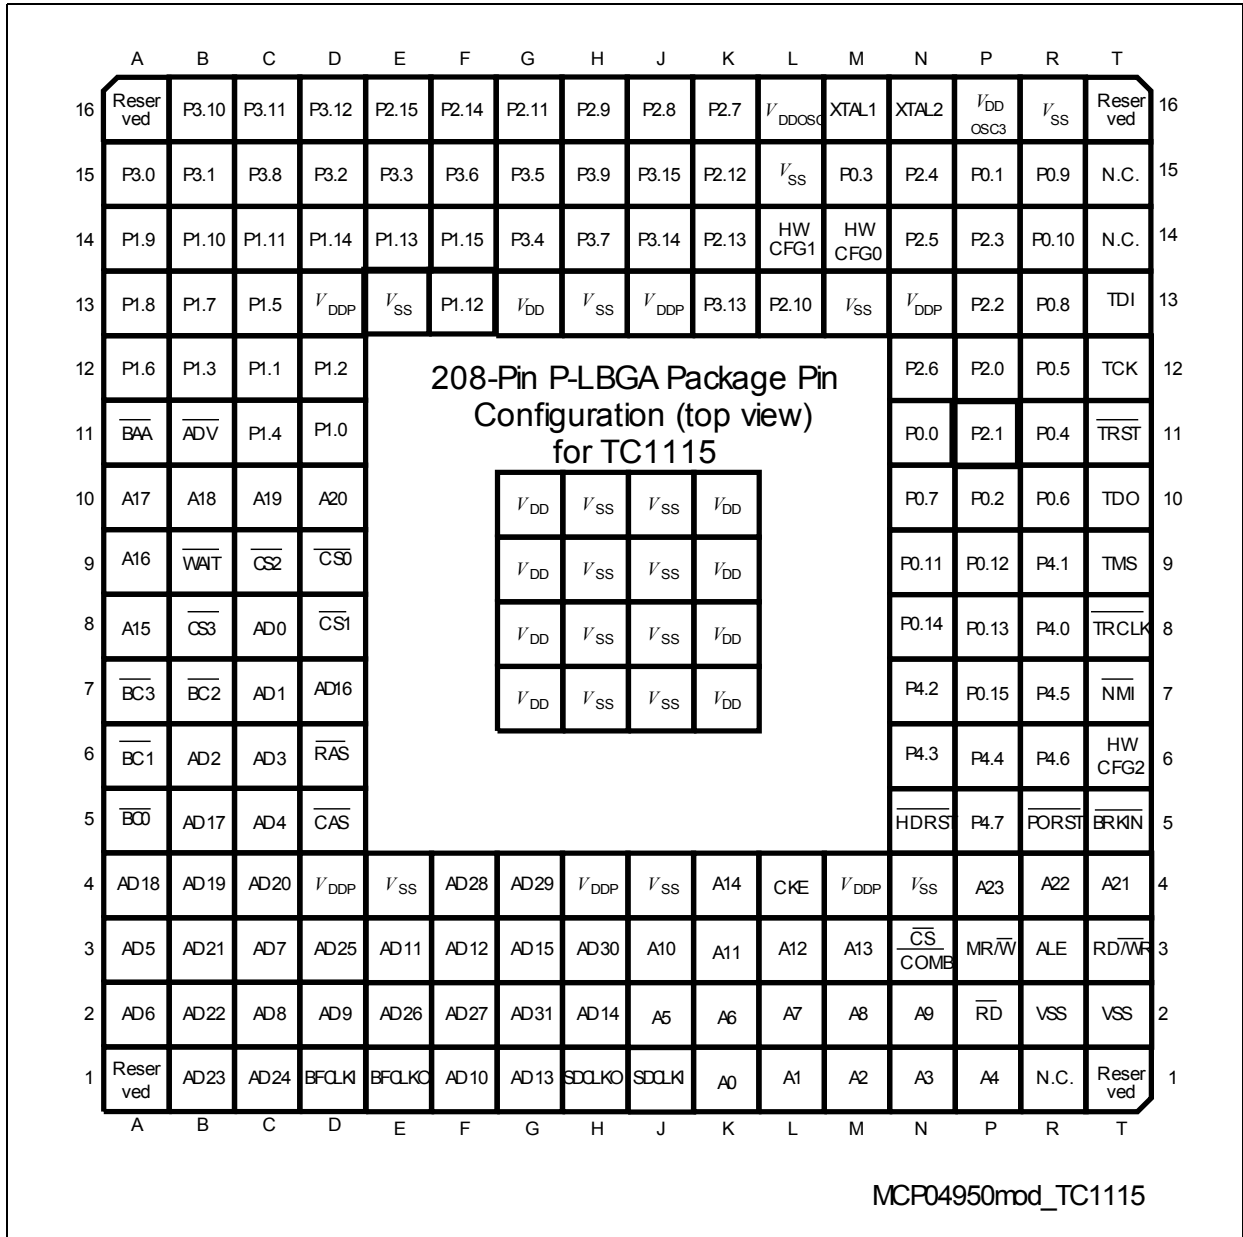 A B C D E F G H J K L M N P R T
16 Reser ved P3.10 P3.11 P3.12 P2.15 P2.14 P2.11 P2.9 P2.8 P2.7 VDDOSC XTAL1 XTAL2 VDD OSC3 VSS Reser ved 16
15 P3.0 P3.1 P3.8 P3.2 P3.3 P3.6 P3.5 P3.9 P3.15 P2.12 VSS P0.3 P2.4 P0.1 P0.9 N.C. 15
14 P1.9 P1.10 P1.11 P1.14 P1.13 P1.15 P3.4 P3.7 P3.14 P2.13 HW CFG1 HW CFG0 P2.5 P2.3 P0.10 N.C. 14
13 P1.8 P1.7 P1.5 VDDP VSS P1.12 VDD VSS VDDP P3.13 P2.10 VSS VDDP P2.2 P0.8 TDI 13
12 P1.6 P1.3 P1.1 P1.2 P2.6 P2.0 P0.5 TCK 12
208-Pin P-LBGA Package Pin
Configuration (top view)
for TC1115
11 BAA ADV P1.4 P1.0 P0.0 P2.1 P0.4 TRST 11
10 A17 A18 A19 A20 VDD VSS VSS VDD P0.7 P0.2 P0.6 TDO 10
9 A16 WAIT CS2 CS0 VDD VSS VSS VDD P0.11 P0.12 P4.1 TMS 9
8 A15 CS3 AD0 CS1 VDD VSS VSS VDD P0.14 P0.13 P4.0 TRCLK 8
7 BC3 BC2 AD1 AD16 VDD VSS VSS VDD P4.2 P0.15 P4.5 NMI 7
6 BC1 AD2 AD3 RAS P4.3 P4.4 P4.6 HW CFG2 6
5 BC0 AD17 AD4 CAS HDRST P4.7 PORST BRKIN 5
4 AD18 AD19 AD20 VDDP VSS AD28 AD29 VDDP VSS A14 CKE VDDP VSS A23 A22 A21 4
3 AD5 AD21 AD7 AD25 AD11 AD12 AD15 AD30 A10 A11 A12 A13 CS COMB MR/W ALE RD/WR 3
2 AD6 AD22 AD8 AD9 AD26 AD27 AD31 AD14 A5 A6 A7 A8 A9 RD VSS VSS 2
1 Reser ved AD23 AD24 BFCLKI BFCLKO AD10 AD13 SDCLKO SDCLKI A0 A1 A2 A3 A4 N.C. Reser ved 1
A B C D E F G H J K L M N P R T
MCP04950mod_TC1115